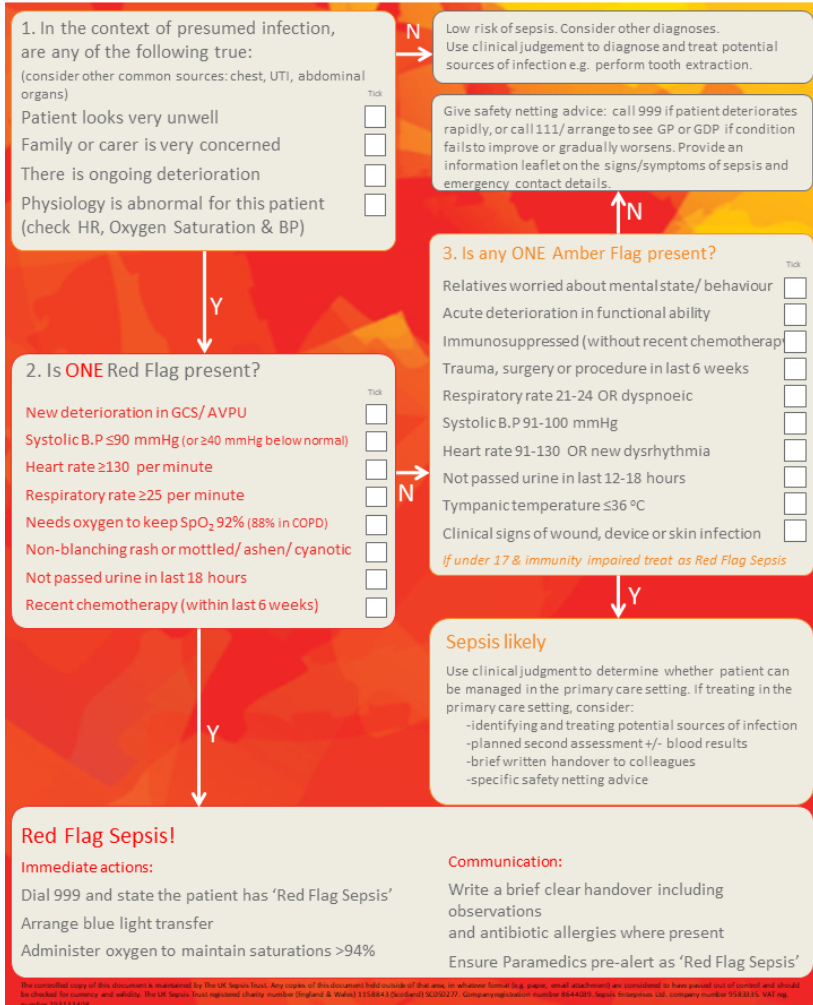 1. In the context of presumed infection,
are any of the following true:
(consider other common sources: chest, UTI, abdominal
organs)
Tick
Patient looks very unwell
Family or carer is very concerned
There is ongoing deterioration
Physiology is abnormal for this patient
(check HR, Oxygen Saturation & BP)
N
Low risk of sepsis. Consider other diagnoses.
Use clinical judgement to diagnose and treat potential
sources of infection e.g. perform tooth extraction.
Give safety netting advice: call 999 if patient deteriorates
rapidly, or call 111/ arrange to see GP or GDP if condition
fails to improve or gradually worsens. Provide an
information leaflet on the signs/symptoms of sepsis and
emergency contact details.
N
Y
2. Is ONE Red Flag present?
Tick
New deterioration in GCS/ AVPU
Systolic B.P ≤90 mmHg (or ≥40 mmHg below normal)
Heart rate ≥130 per minute
Respiratory rate ≥25 per minute
Needs oxygen to keep SpO₂ 92% (88% in COPD)
Non-blanching rash or mottled/ ashen/ cyanotic
Not passed urine in last 18 hours
Recent chemotherapy (within last 6 weeks)
N
3. Is any ONE Amber Flag present?
Tick
Relatives worried about mental state/ behaviour
Acute deterioration in functional ability
Immunosuppressed (without recent chemotherapy
Trauma, surgery or procedure in last 6 weeks
Respiratory rate 21-24 OR dyspnoeic
Systolic B.P 91-100 mmHg
Heart rate 91-130 OR new dysrhythmia
Not passed urine in last 12-18 hours
Tympanic temperature ≤36 °C
Clinical signs of wound, device or skin infection
If under 17 & immunity impaired treat as Red Flag Sepsis
Y
Sepsis likely
Use clinical judgment to determine whether patient can
be managed in the primary care setting. If treating in the
primary care setting, consider:
-identifying and treating potential sources of infection
-planned second assessment +/- blood results
-brief written handover to colleagues
-specific safety netting advice
Y
Red Flag Sepsis!
Immediate actions:
Dial 999 and state the patient has ‘Red Flag Sepsis’
Arrange blue light transfer
Administer oxygen to maintain saturations >94%
Communication:
Write a brief clear handover including
observations
and antibiotic allergies where present
Ensure Paramedics pre-alert as ‘Red Flag Sepsis’
The controlled copy of this document is maintained by The UK Sepsis Trust. Any copies of this document held outside of that area, in whatever format (e.g. paper, email attachment) are considered to have passed out of control and should
be checked for currency and validity. The UK Sepsis Trust registered charity number (England & Wales) 1158843 (Scotland) Company registration number 8644039. Sepsis Enterprises Ltd. company number 9583335. VAT reg.